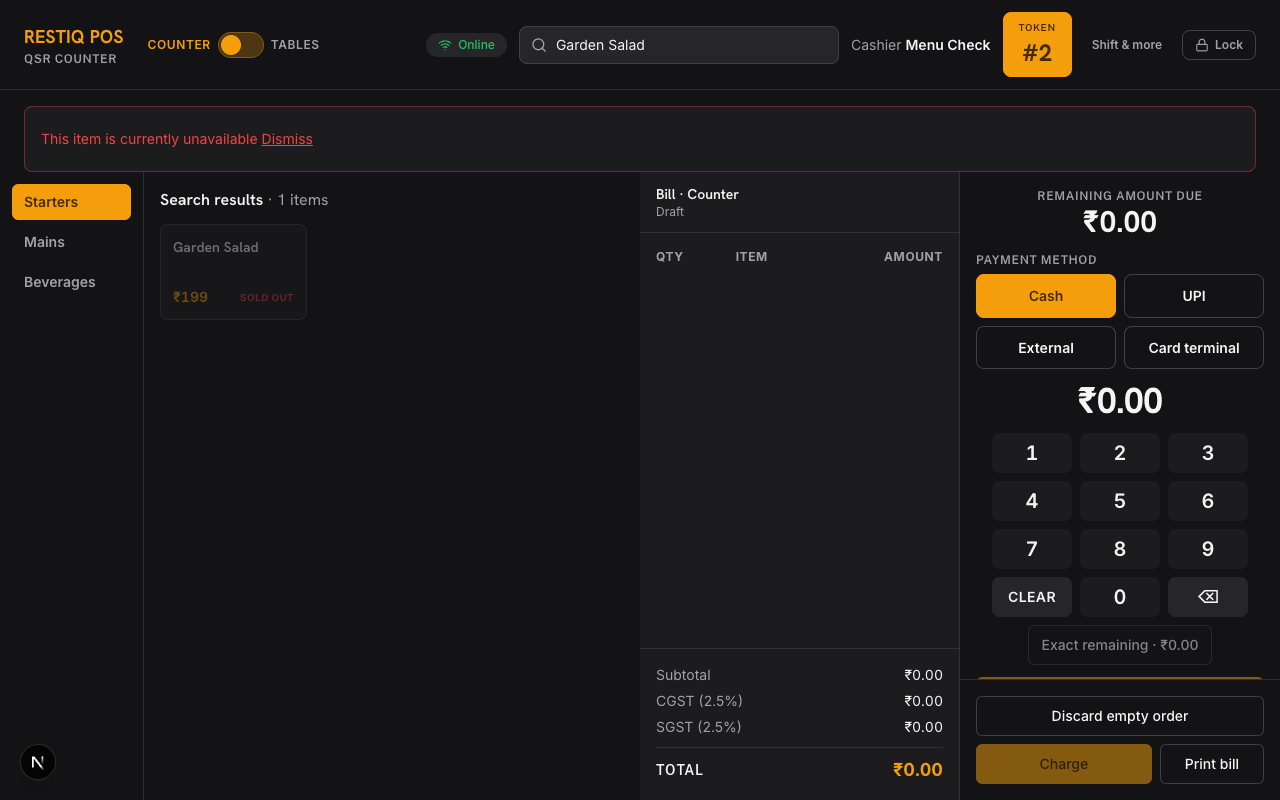 RESTIQ POS
QSR COUNTER
COUNTER
TABLES
Online
Garden Salad
Cashier Menu Check
TOKEN
#2
Shift & more
Lock
This item is currently unavailable Dismiss
Starters
Mains
Beverages
Search results · 1 items
Garden Salad
₹199
SOLD OUT
Bill · Counter
Draft
QTY ITEM AMOUNT
Subtotal ₹0.00
CGST (2.5%) ₹0.00
SGST (2.5%) ₹0.00
TOTAL ₹0.00
REMAINING AMOUNT DUE
₹0.00
PAYMENT METHOD
Cash
UPI
External
Card terminal
₹0.00
1 2 3
4 5 6
7 8 9
CLEAR 0
Exact remaining · ₹0.00
Discard empty order
Charge
Print bill
N